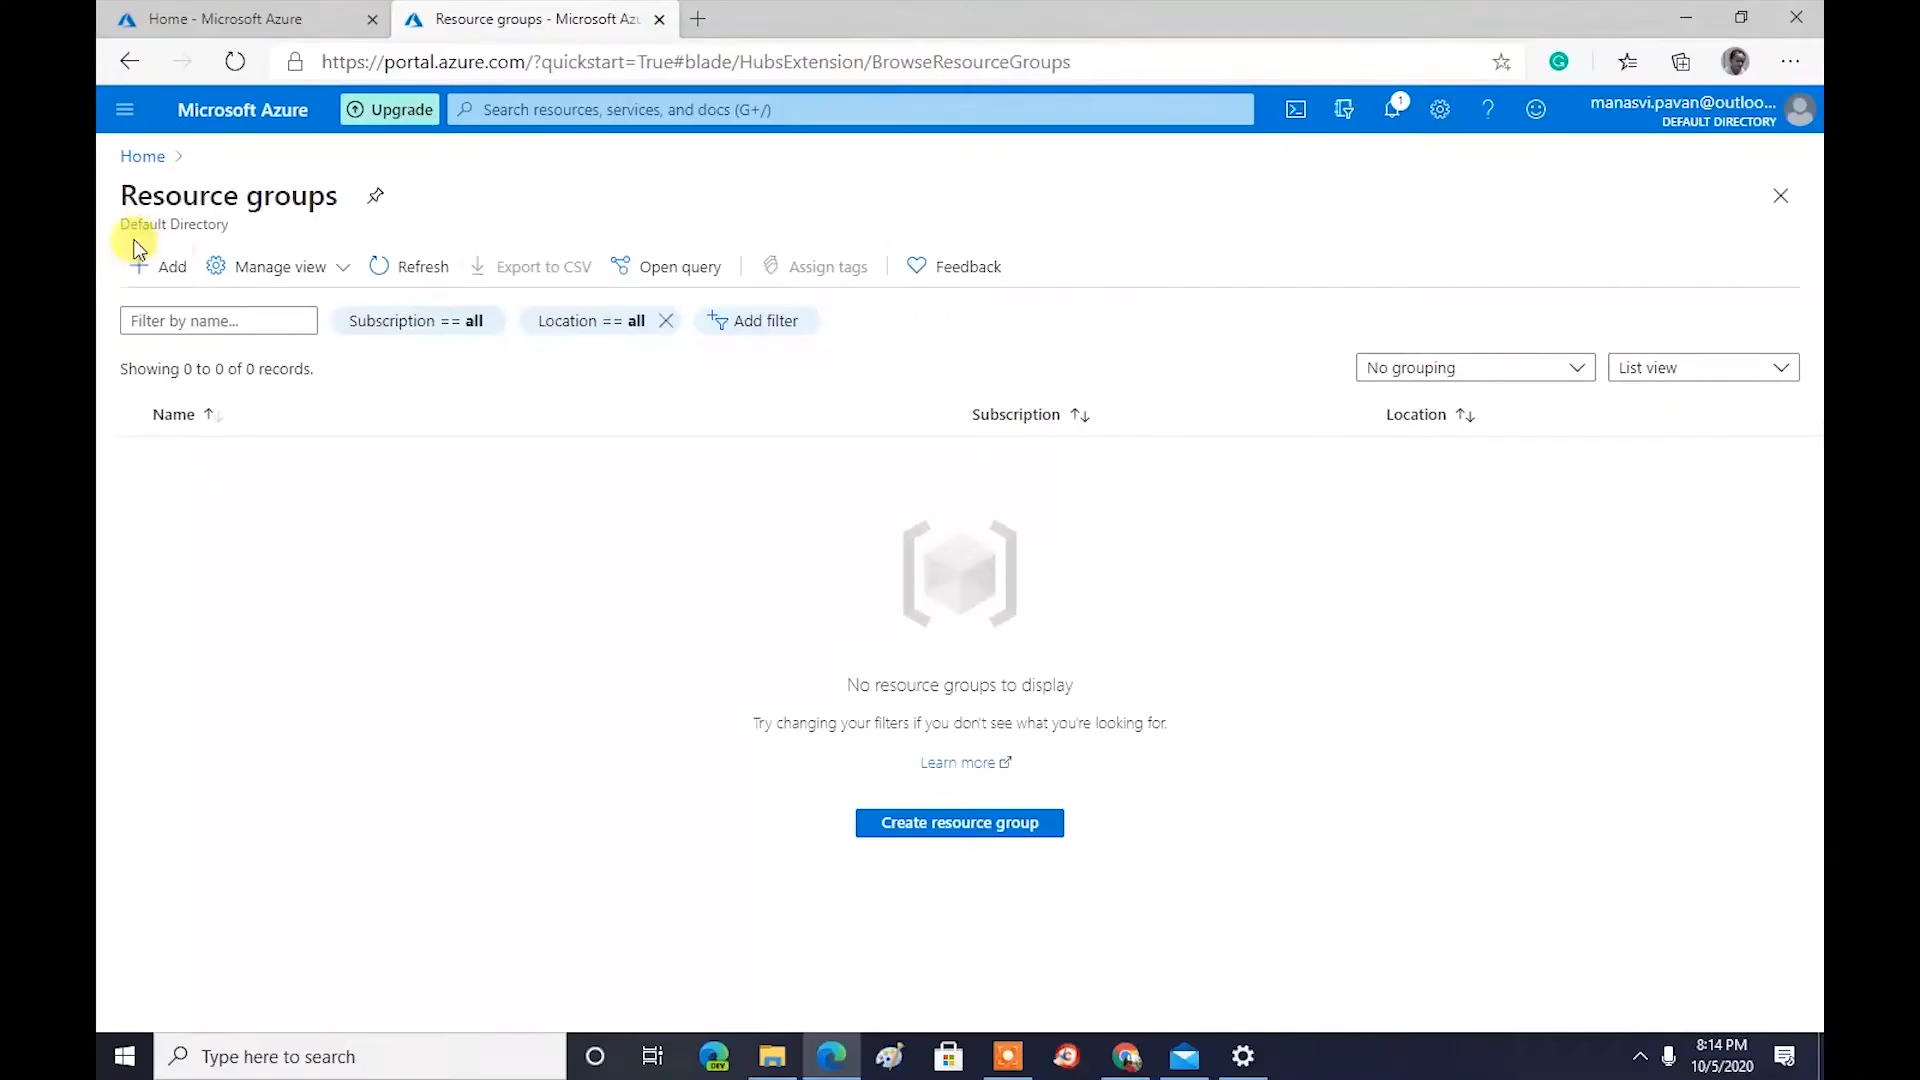 Home - Microsoft Azure
Resource groups - Microsoft Azu
https://portal.azure.com/?quickstart=True#blade/HubsExtension/BrowseResourceGroups
Microsoft Azure
Upgrade
Search resources, services, and docs (G+/)
1
manasvi.pavan@outloo...
DEFAULT DIRECTORY
Home >
Resource groups
Default Directory
+ Add
Manage view
Refresh
Export to CSV
Open query
Assign tags
Feedback
Filter by name...
Subscription == all
Location == all
Add filter
Showing 0 to 0 of 0 records.
No grouping
List view
Name
Subscription
Location
No resource groups to display
Try changing your filters if you don't see what you're looking for.
Learn more
Create resource group
Type here to search
DEV
8:14 PM
10/5/2020